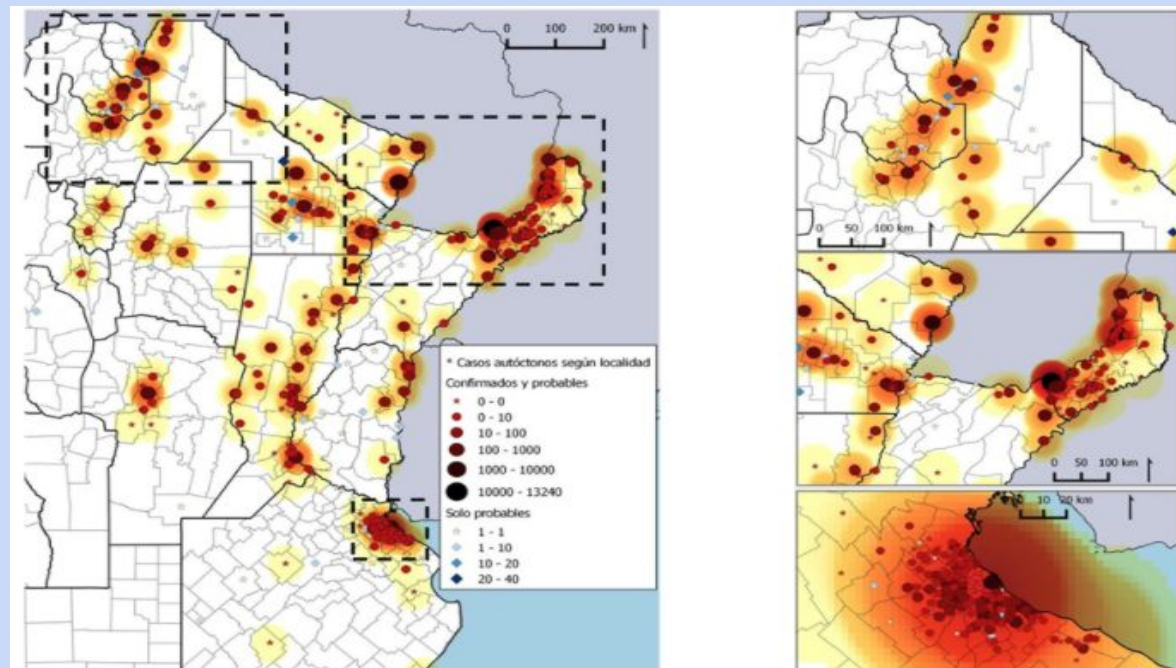 0 100 200 km
* Casos autóctonos según localidad
Confirmados y probables
0 - 0
0 - 10
10 - 100
100 - 1000
1000 - 10000
10000 - 13240
Solo probables
1 - 1
1 - 10
10 - 20
20 - 40
0 50 100 km
0 50 100 km
0 10 20 km